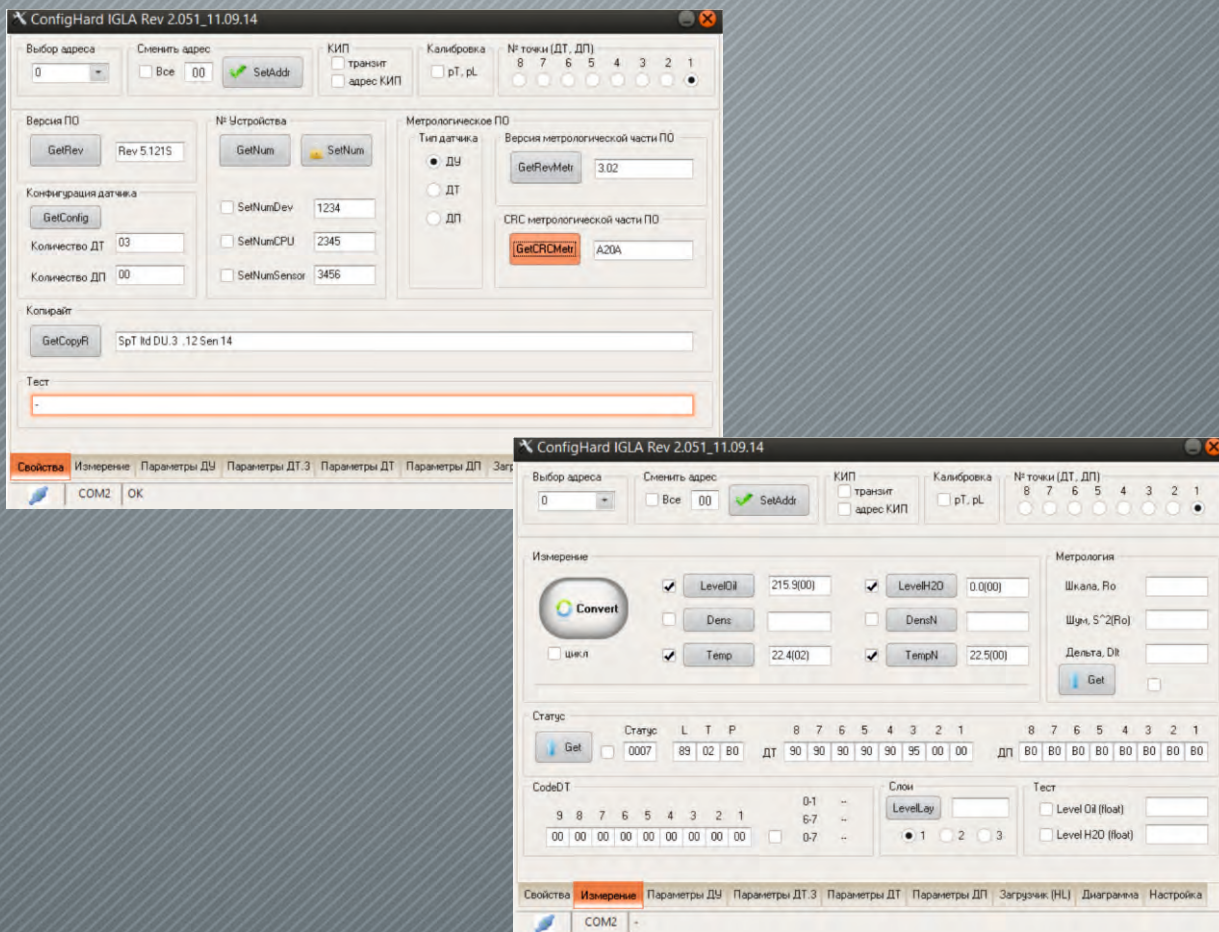 ConfigHard IGLA Rev 2.051_11.09.14
Выбор адреса
0
Сменить адрес
Все 00 SetAddr
КИП
транзит
адрес КИП
Калибровка
pT, pL
№ точки (ДТ, ДП)
8 7 6 5 4 3 2 1
Версия ПО
GetRev Rev 5.121S
№ Устройства
GetNum SetNum
SetNumDev 1234
SetNumCPU 2345
SetNumSensor 3456
Конфигурация датчика
GetConfig
Количество ДТ 03
Количество ДП 00
Метрологическое ПО
Тип датчика
ДУ
ДТ
ДП
Версия метрологической части ПО
GetRevMetr 3.02
CRC метрологической части ПО
GetCRCMetr A20A
Копирайт
GetCopyR SpT ltd DU.3 .12 Sen 14
Тест
-
Свойства Измерение Параметры ДУ Параметры ДТ.3 Параметры ДТ Параметры ДП Заг
COM2 OK
ConfigHard IGLA Rev 2.051_11.09.14
Выбор адреса
0
Сменить адрес
Все 00 SetAddr
КИП
транзит
адрес КИП
Калибровка
pT, pL
№ точки (ДТ, ДП)
8 7 6 5 4 3 2 1
Измерение
Convert
цикл
LevelOil 215.9(00) LevelH2O 0.0(00)
Dens DensN
Temp 22.4(02) TempN 22.5(00)
Метрология
Шкала, Ro
Шум, S^2(Ro)
Дельта, Dlt
Get
Статус
Статус L T P 8 7 6 5 4 3 2 1 8 7 6 5 4 3 2 1
Get 0007 89 02 B0 ДТ 90 90 90 90 90 95 00 00 ДП B0 B0 B0 B0 B0 B0 B0 B0
CodeDT
9 8 7 6 5 4 3 2 1
00 00 00 00 00 00 00 00 00
0-1 --
6-7 --
0-7 --
Слои
LevelLay
1 2 3
Тест
Level Oil (float)
Level H2O (float)
Свойства Измерение Параметры ДУ Параметры ДТ.3 Параметры ДТ Параметры ДП Загрузчик (HL) Диаграмма Настройка
COM2 -